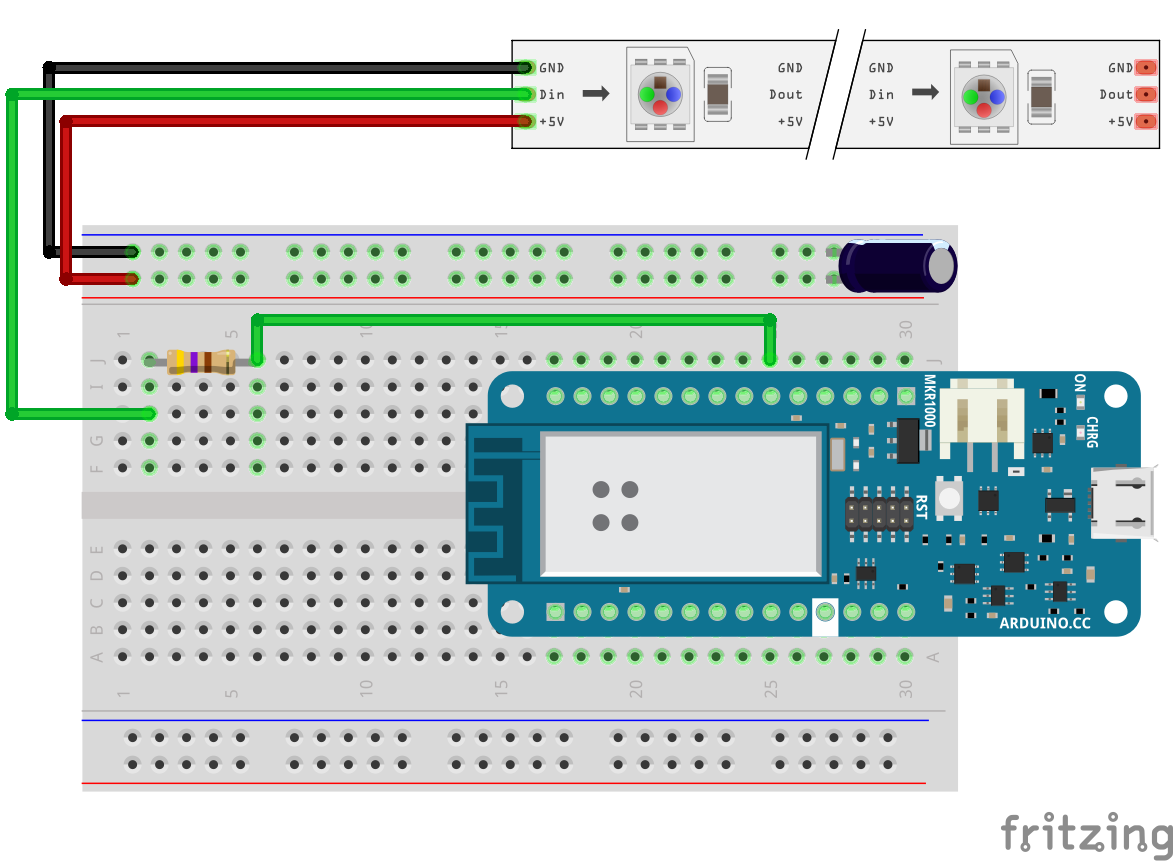 GND GND GND GND
Din Dout Din Dout
+5V +5V +5V +5V
1 5 10 15 20 25 30
J J
I
G
F
MKR1000
ON
CHRG
RST
E
D
C
B
ARDUINO.CC
A A
1 5 10 15 20 25 30
fritzing